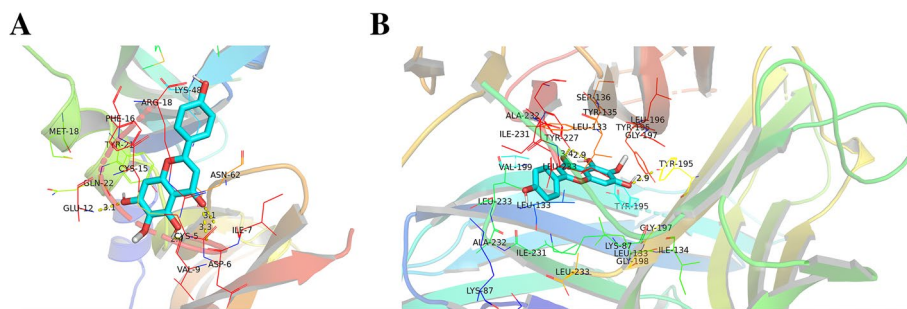 A
B
LYS-48
ARG-18
PHE-16
MET-18
TYR-21
CYS-15
ASN-62
GLN-22
GLU-12
3.1
3.1
3.3
CYS-5
ILE-7
ASP-6
VAL-9
SER-136
ALA-232
TYR-135
LEU-196
ILE-231
LEU-133
TYR-195
TYR-227
GLY-197
3.4
2.9
VAL-199
LEU-233
TYR-195
2.9
LEU-233
LEU-133
TYR-195
GLY-197
ALA-232
LYS-87
ILE-231
LEU-133
ILE-134
GLY-198
LEU-233
LYS-87